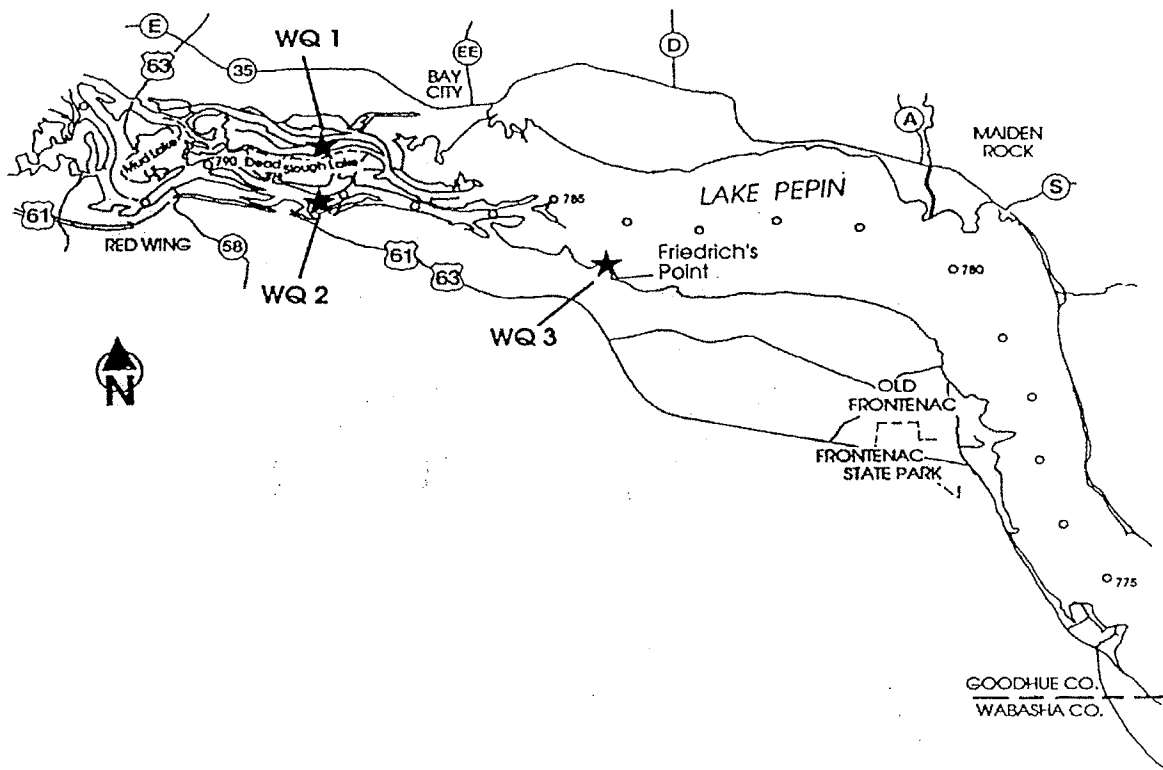 E
WQ 1
63
35
EE
BAY
CITY
D
A
MAIDEN
ROCK
S
Mud Lake
790
Dead Slough Lake
LAKE PEPIN
785
61
RED WING
58
61
63
Friedrich's
Point
780
WQ 2
WQ 3
N
OLD
FRONTENAC
FRONTENAC
STATE PARK
775
GOODHUE CO.
WABASHA CO.